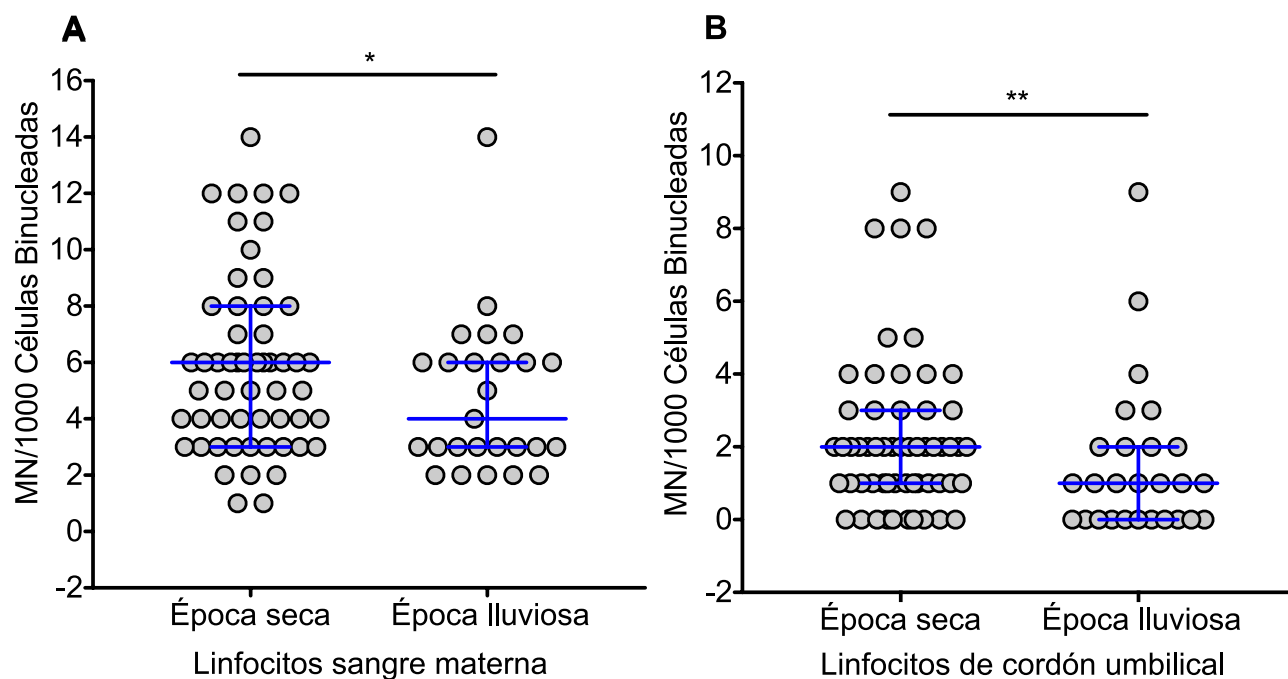 A
*
MN/1000 Células Binucleadas
16
14
12
10
8
6
4
2
0
-2
Época seca
Época lluviosa
Linfocitos sangre materna
B
**
MN/1000 Células Binucleadas
12
10
8
6
4
2
0
-2
Época seca
Época lluviosa
Linfocitos de cordón umbilical